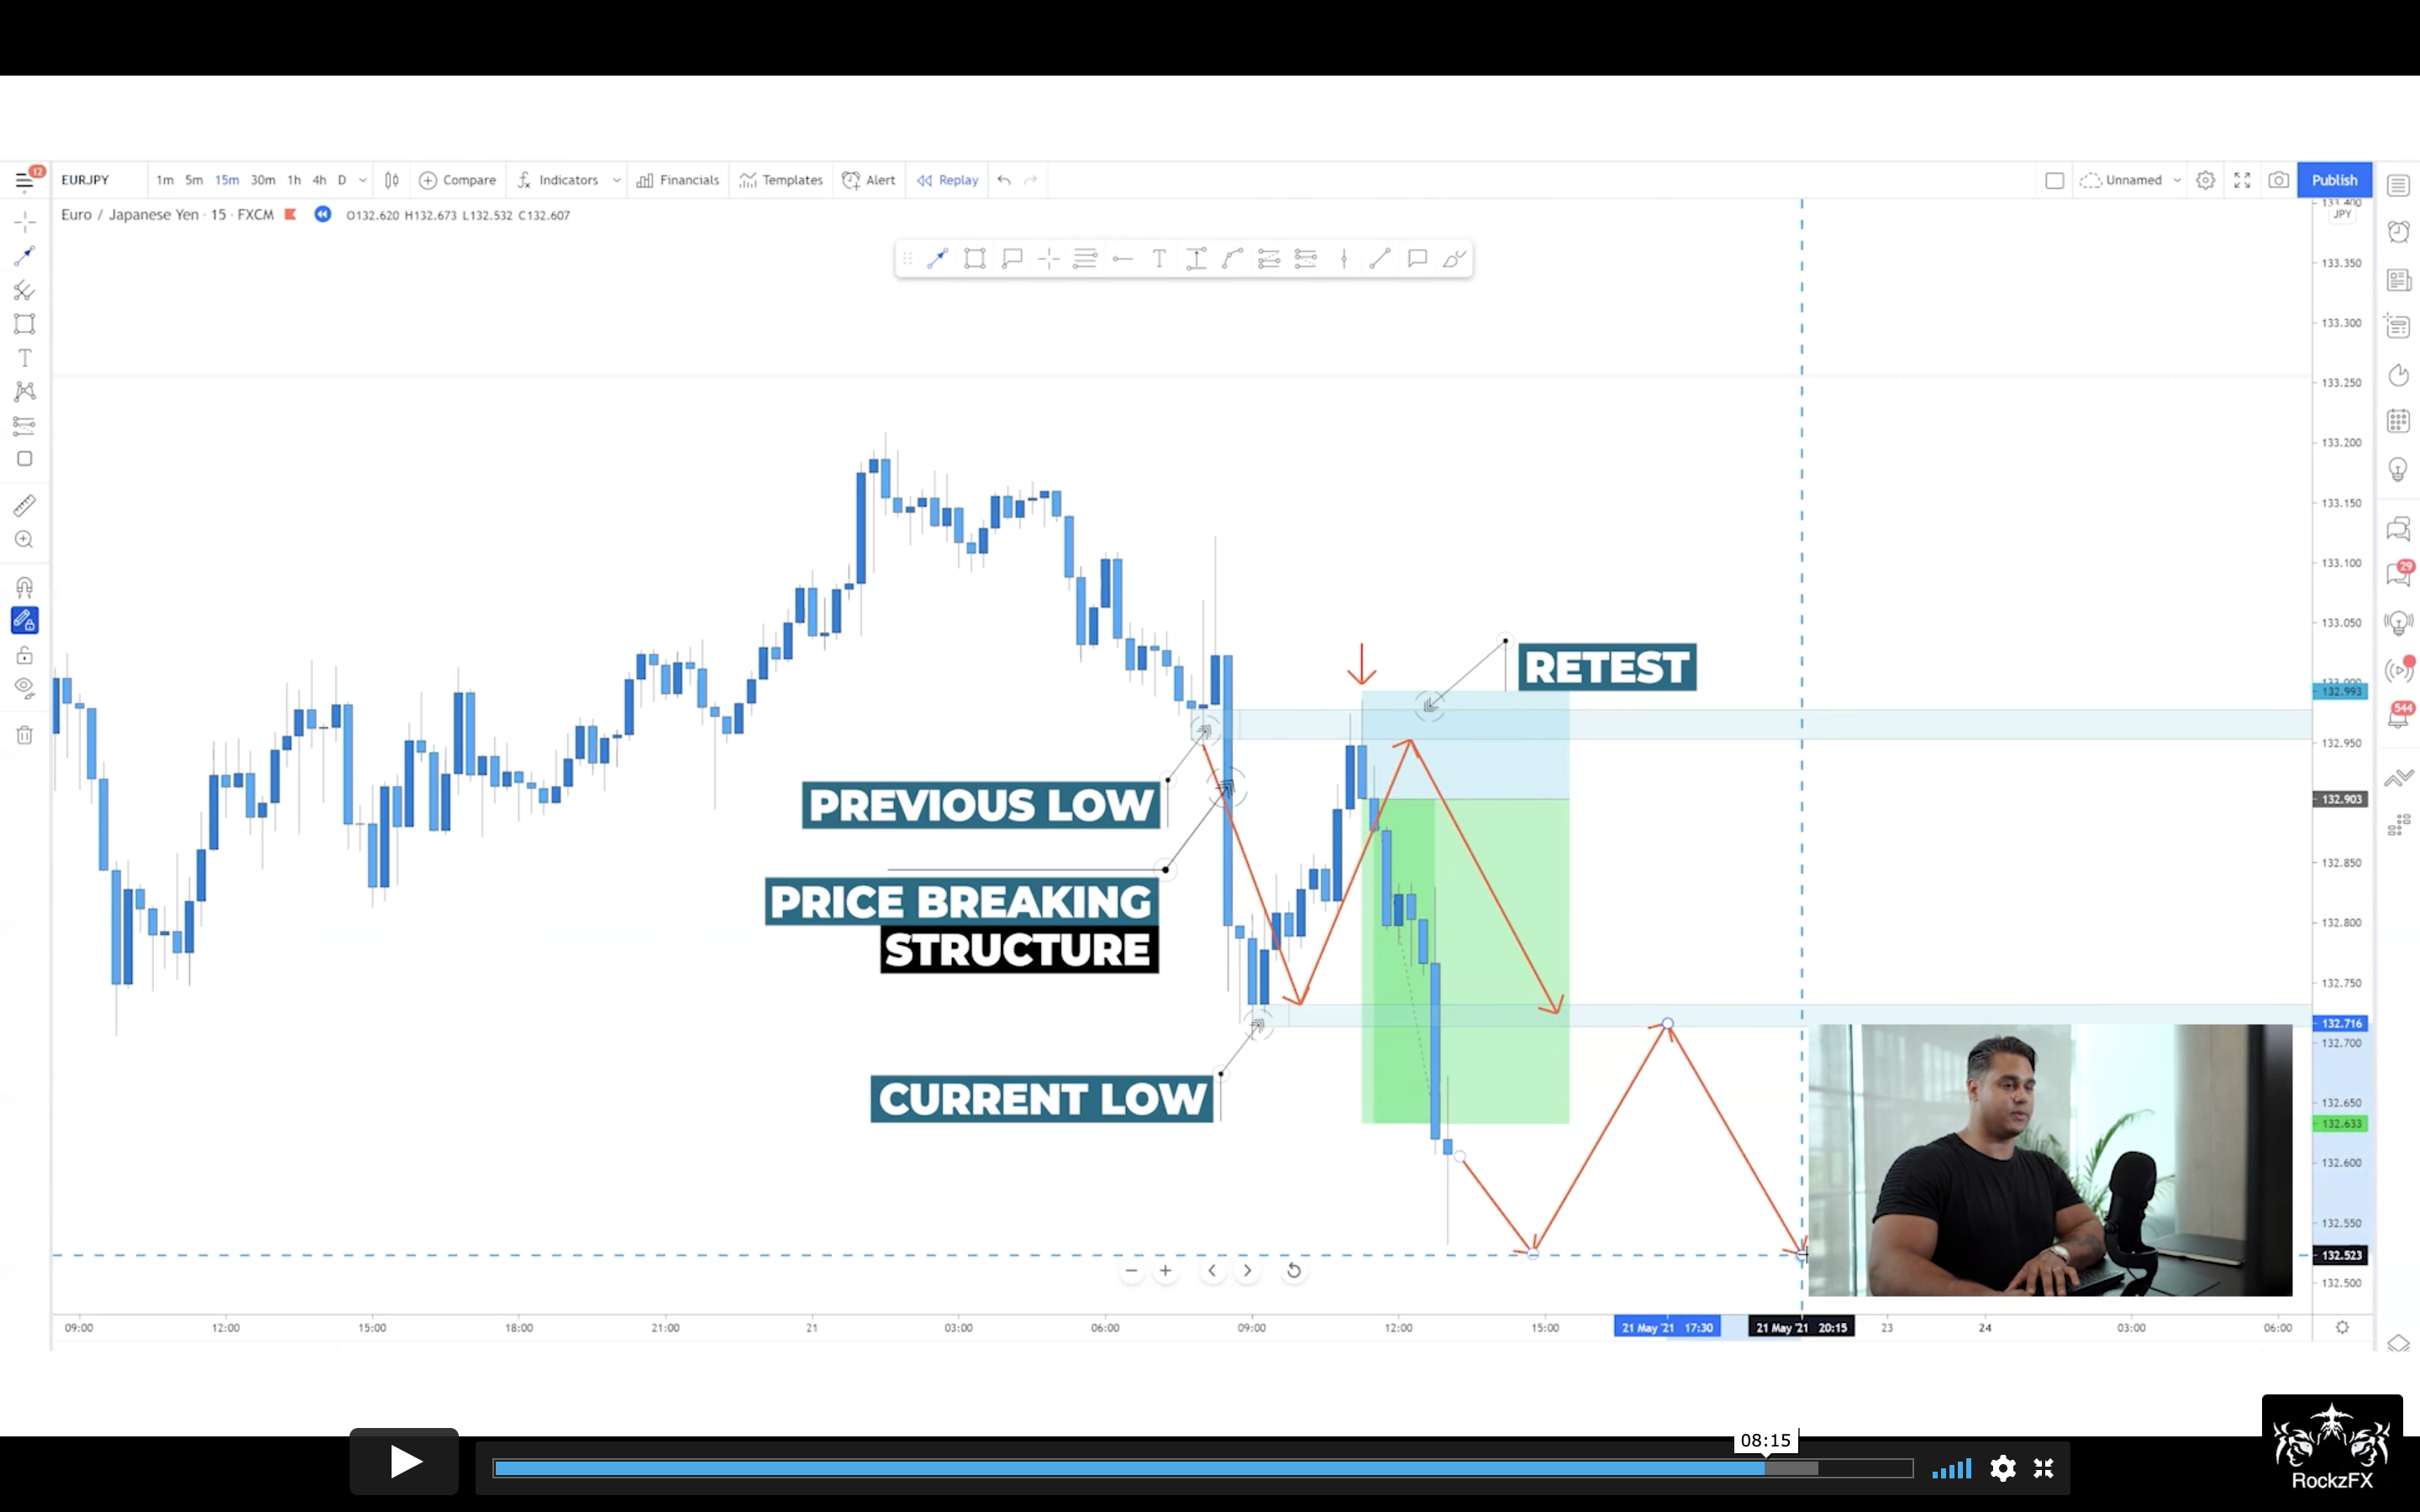 12
EURJPY
1m 5m 15m 30m 1h 4h D
Compare
Indicators
Financials
Templates
Alert
Replay
Unnamed
Publish
Euro / Japanese Yen · 15 · FXCM
O132.620 H132.673 L132.532 C132.607
133.400
JPY
133.350
133.300
133.250
133.200
133.150
133.100
133.050
133.000
132.993
132.950
132.903
132.850
132.800
132.750
132.716
132.700
132.650
132.633
132.600
132.550
132.523
132.500
29
544
RETEST
PREVIOUS LOW
PRICE BREAKING
STRUCTURE
CURRENT LOW
09:00 12:00 15:00 18:00 21:00 21 03:00 06:00 09:00 12:00 15:00 21 May '21 17:30 21 May '21 20:15 23 24 03:00 06:00
08:15
RockzFX